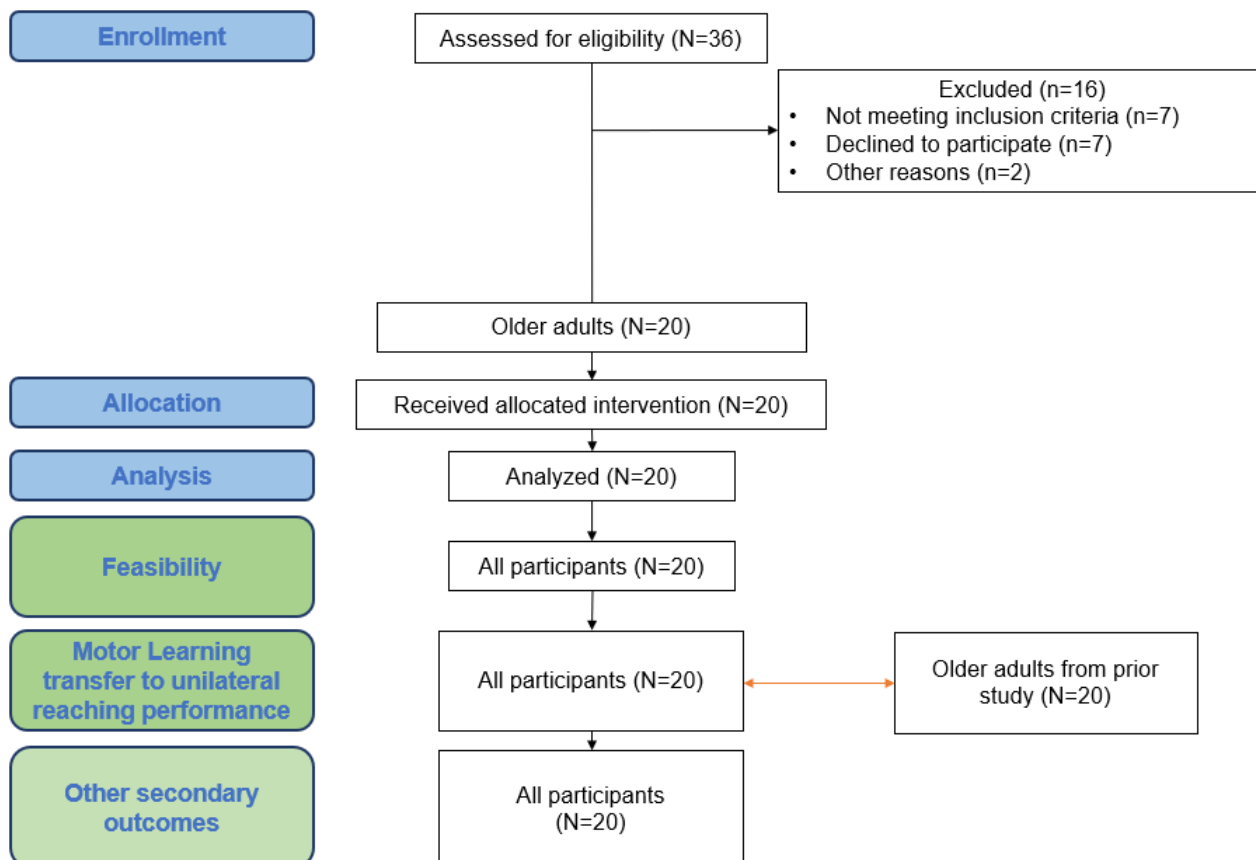 Enrollment
Assessed for eligibility (N=36)
Excluded (n=16)
• Not meeting inclusion criteria (n=7)
• Declined to participate (n=7)
• Other reasons (n=2)
Older adults (N=20)
Allocation
Received allocated intervention (N=20)
Analysis
Analyzed (N=20)
Feasibility
All participants (N=20)
Motor Learning
transfer to unilateral
reaching performance
All participants (N=20)
Older adults from prior
study (N=20)
Other secondary
outcomes
All participants
(N=20)